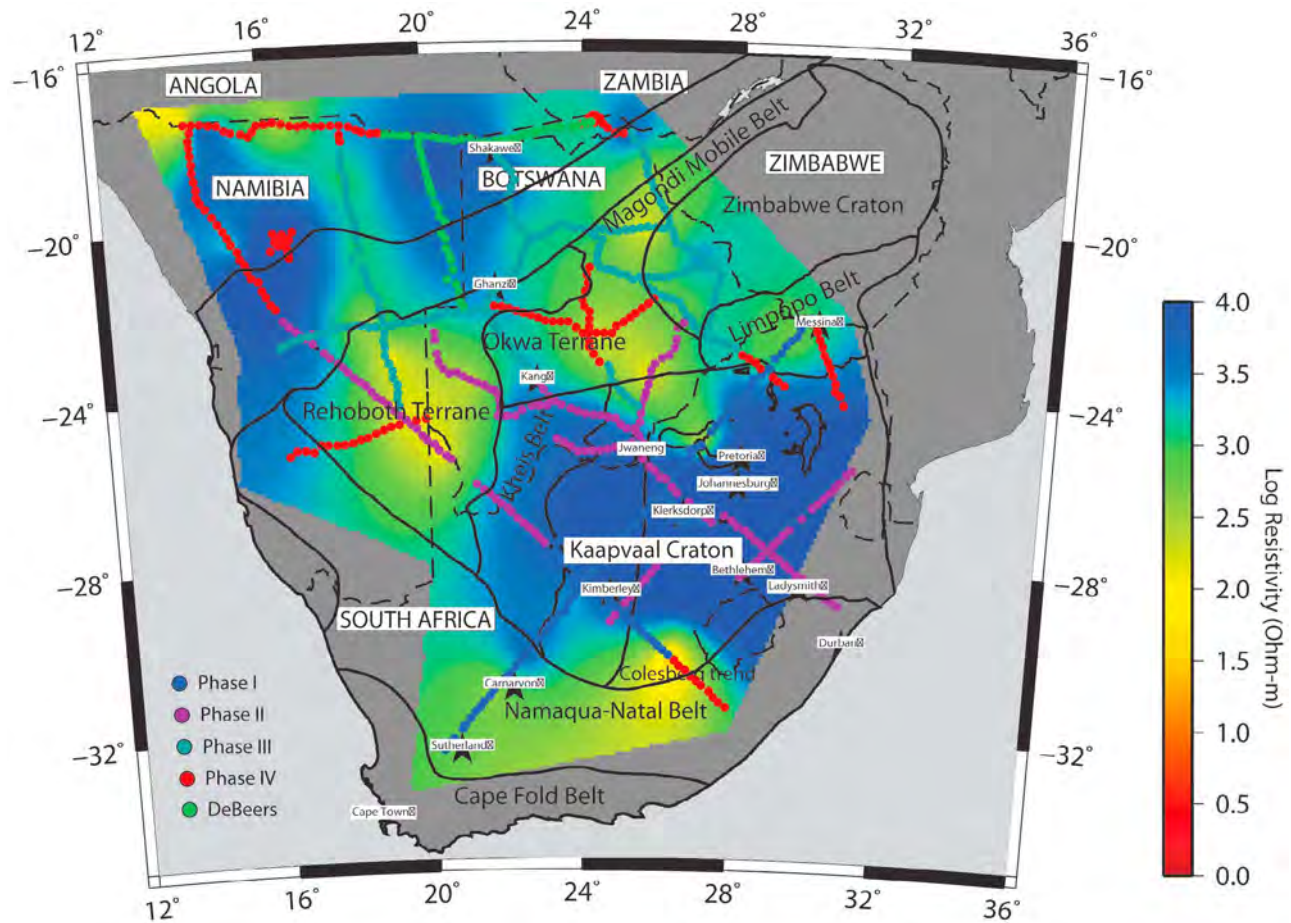 12° 16° 20° 24° 28° 32° 36°
−16° −16°
ANGOLA ZAMBIA
Shakawe
NAMIBIA BOTSWANA ZIMBABWE
Magondi Mobile Belt
Zimbabwe Craton
−20° −20°
Ghanzi
Limpopo Belt
Messina
Okwa Terrane
Kang
−24° −24°
Rehoboth Terrane
Kheis Belt
Jwaneng
Pretoria
Johannesburg
Klerksdorp
Kaapvaal Craton
Bethlehem
−28° −28°
Kimberley
Ladysmith
SOUTH AFRICA
Durban
Colesberg trend
Carnarvon
Namaqua-Natal Belt
Sutherland
−32° −32°
Cape Fold Belt
Cape Town
Phase I
Phase II
Phase III
Phase IV
DeBeers
12° 16° 20° 24° 28° 32° 36°
4.0
3.5
3.0
2.5
2.0
1.5
1.0
0.5
0.0
Log Resistivity (Ohm-m)